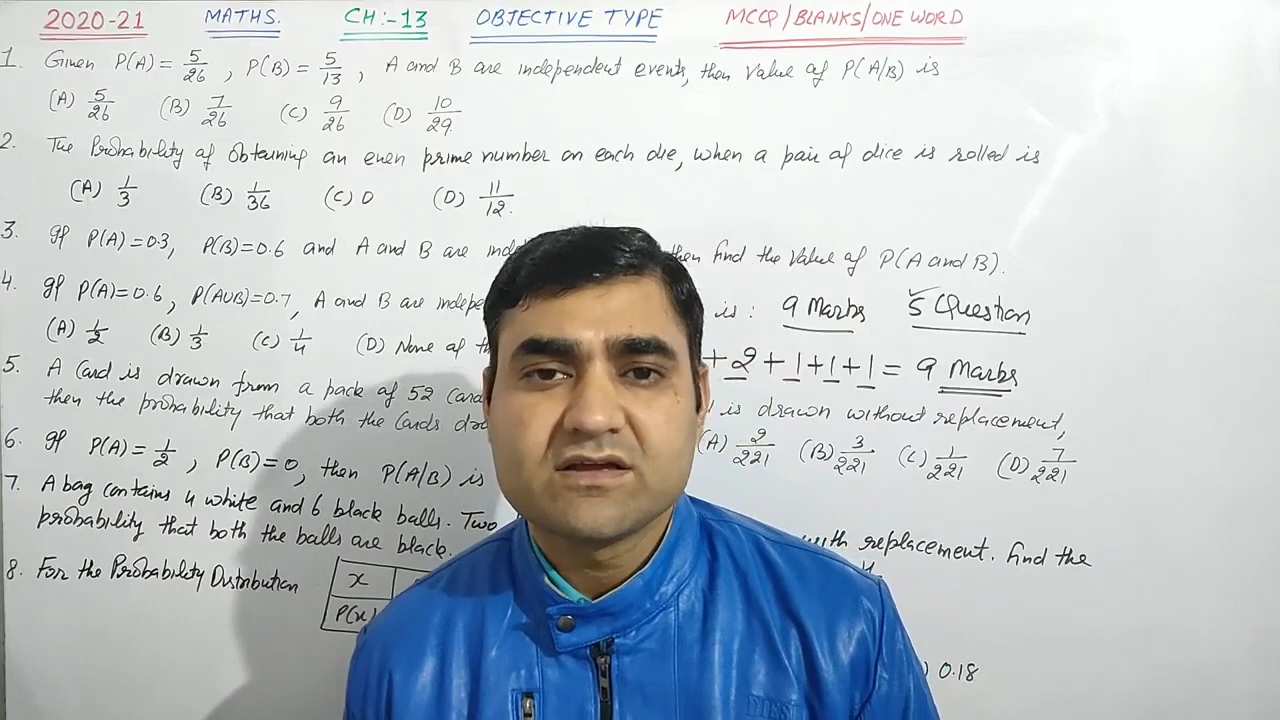 2020-21 MATHS. CH:-13 OBJECTIVE TYPE MCQ/BLANKS/ONE WORD
1. Given P(A) = 5/26, P(B) = 5/13, A and B are independent events, then Value of P(A/B) is
(A) 5/26 (B) 7/26 (C) 9/26 (D) 10/29
2. The Probability of obtaining an even prime number on each die, when a pair of dice is rolled is
(A) 1/3 (B) 1/36 (C) 0 (D) 11/12.
3. If P(A)=0.3, P(B)=0.6 and A and B are then find the Value of P(A and B).
4. If P(A)=0.6, P(AUB)=0.7, A and B are is: 9 Marks 5 Question
(A) 1/2 (B) 1/3 (C) 1/4 (D) None of
+ 2 + 1 + 1 + 1 = 9 Marks
5. A Card is drawn from a pack of 52 is drawn without replacement,
then the probability that both the Cards (A) 2/221 (B) 3/221 (C) 1/221 (D) 7/221
6. If P(A) = 1/2, P(B) = 0, then P(A/B) is
7. A bag contains 4 white and 6 black balls. Two with replacement. find the
probability that both the balls are black.
8. For the Probability Distribution
x
P(x)
) 0.18